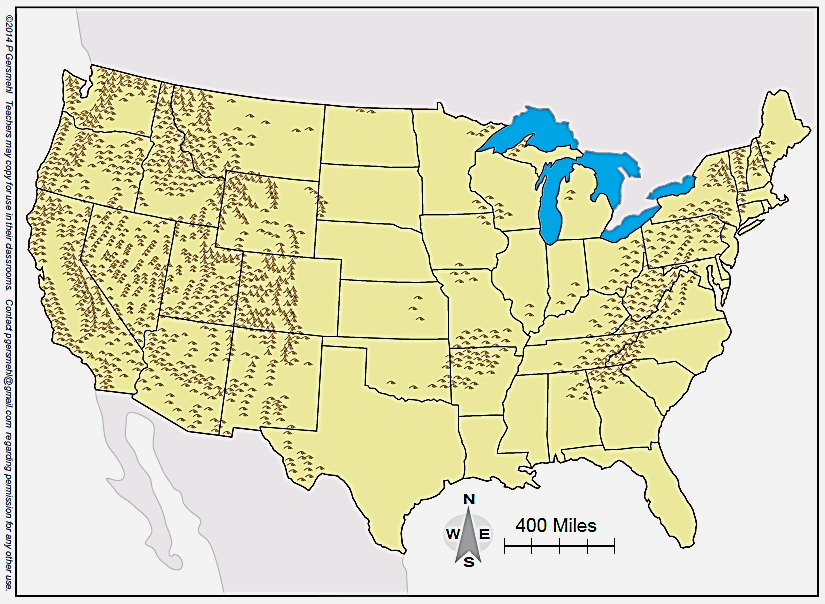 ©2014 P Gersmehl   Teachers may copy for use in their classrooms.   Contact pgersmehl@gmail.com  regarding permission for any other use.
N
W E
S
400 Miles